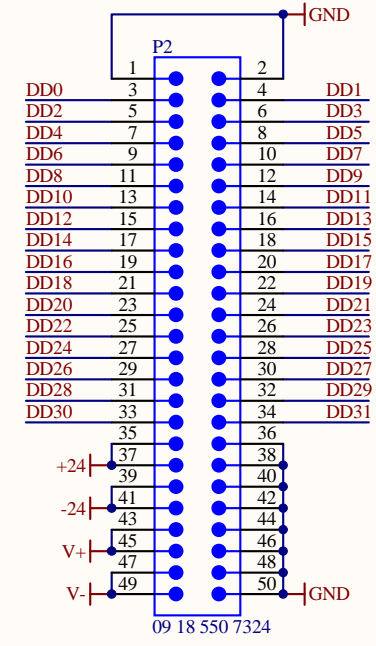 GND
P2
1 2
DD0 3 4 DD1
DD2 5 6 DD3
DD4 7 8 DD5
DD6 9 10 DD7
DD8 11 12 DD9
DD10 13 14 DD11
DD12 15 16 DD13
DD14 17 18 DD15
DD16 19 20 DD17
DD18 21 22 DD19
DD20 23 24 DD21
DD22 25 26 DD23
DD24 27 28 DD25
DD26 29 30 DD27
DD28 31 32 DD29
DD30 33 34 DD31
35 36
+24 37 38
39 40
-24 41 42
43 44
V+ 45 46
47 48
V- 49 50 GND
09 18 550 7324